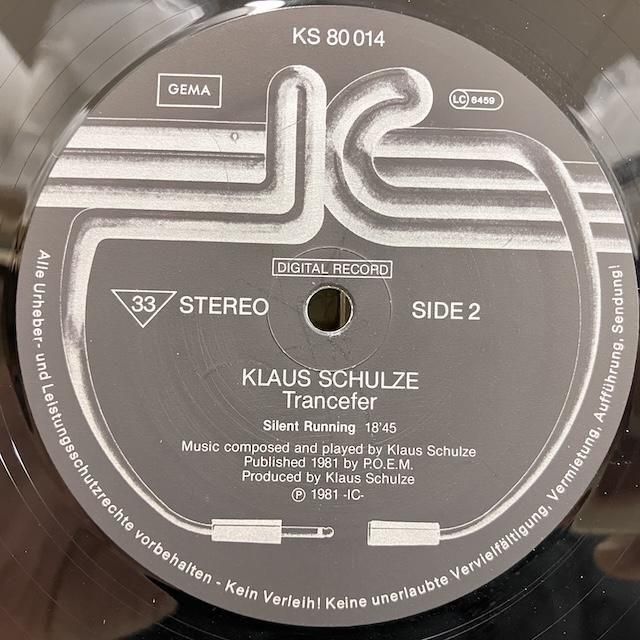 KS 80 014
GEMA
LC 6459
DIGITAL RECORD
33 STEREO
SIDE 2
KLAUS SCHULZE
Trancefer
Silent Running 18'45
Music composed and played by Klaus Schulze
Published 1981 by P.O.E.M.
Produced by Klaus Schulze
℗ 1981 -IC-
Alle Urheber- und Leistungsschutzrechte vorbehalten - Kein Verleih! Keine unerlaubte Vervielfältigung, Vermietung, Aufführung, Sendung!